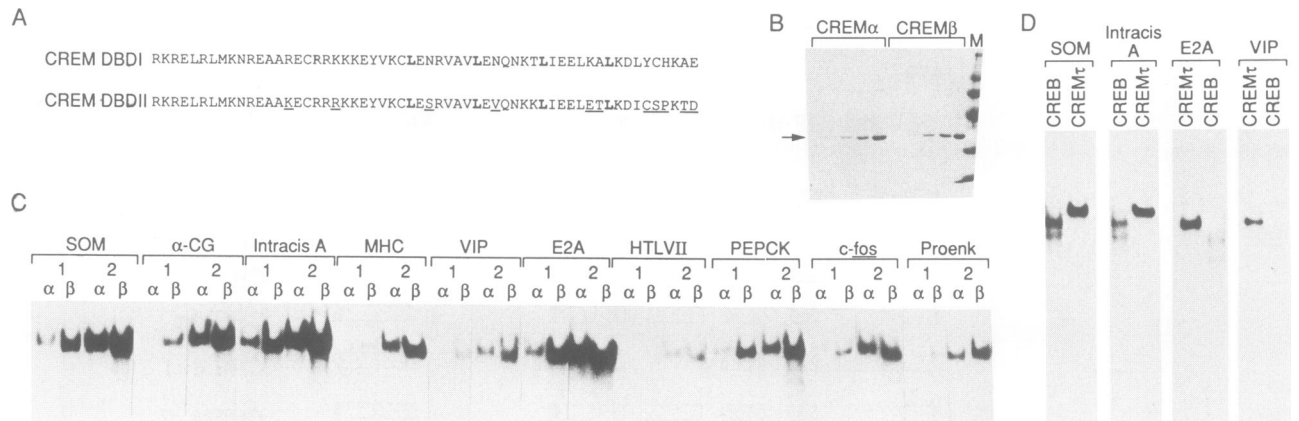 A
CREM DBDI RKRELRLMKNREAARECRRKKKEYVKCLENRVAVLENQNKTLIEELKALKDLYCHKAE
CREM DBDII RKRELRLMKNREAAKECRRRKKEYVKCLESRVAVLEVQNKKLIEELETLKDICSPKTD
B
CREMα CREMβ M
C
SOM α-CG Intracis A MHC VIP E2A HTLVII PEPCK c-fos Proenk
1 2 1 2 1 2 1 2 1 2 1 2 1 2 1 2 1 2 1 2
α β α β α β α β α β α β α β α β α β α β α β α β α β α β α β α β α β α β α β α β
D
SOM Intracis A E2A VIP
CREB CREMτ CREB CREMτ CREMτ CREB CREMτ CREB